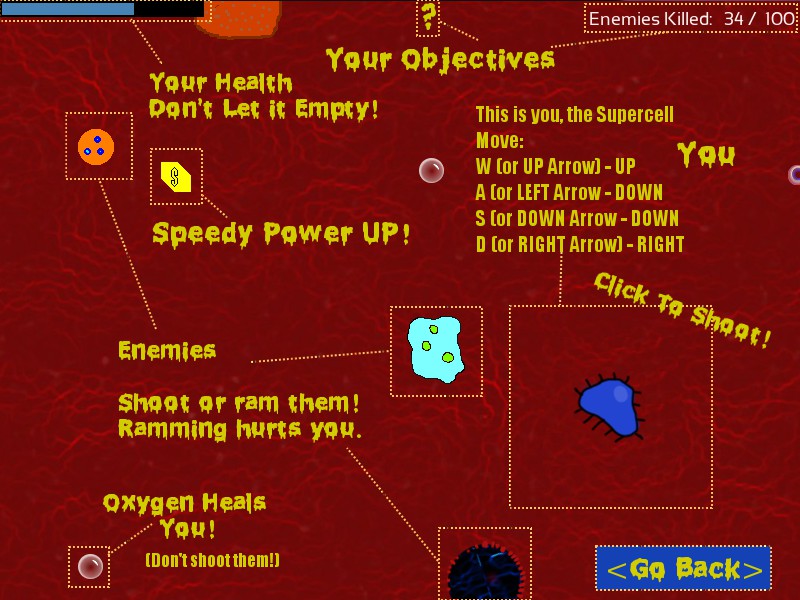 ?
Enemies Killed: 34 / 100
Your Objectives
Your Health
Don't Let it Empty!
This is you, the Supercell
Move:
W (or UP Arrow) - UP
A (or LEFT Arrow - DOWN
S (or DOWN Arrow - DOWN
D (or RIGHT Arrow) - RIGHT
You
S
Speedy Power UP!
Click To Shoot!
Enemies
Shoot or ram them!
Ramming hurts you.
Oxygen Heals
You!
(Don't shoot them!)
<Go Back>